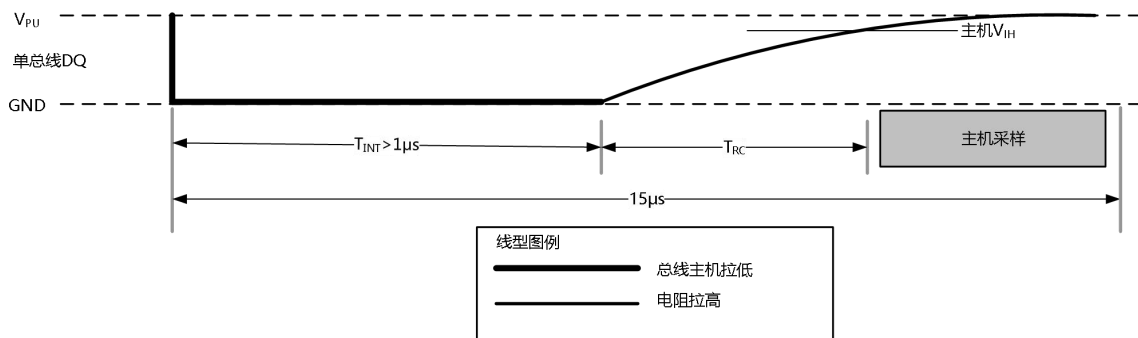 VPU
主机VIH
单总线DQ
GND
TINT>1μs
TRC
主机采样
15μs
线型图例
总线主机拉低
电阻拉高